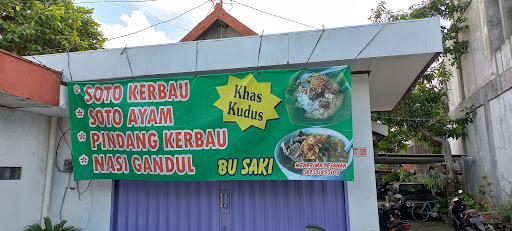 SOTO KERBAU
SOTO AYAM
PINDANG KERBAU
NASI GANDUL
Khas
Kudus
BU SAKI
MENERIMA PESANAN